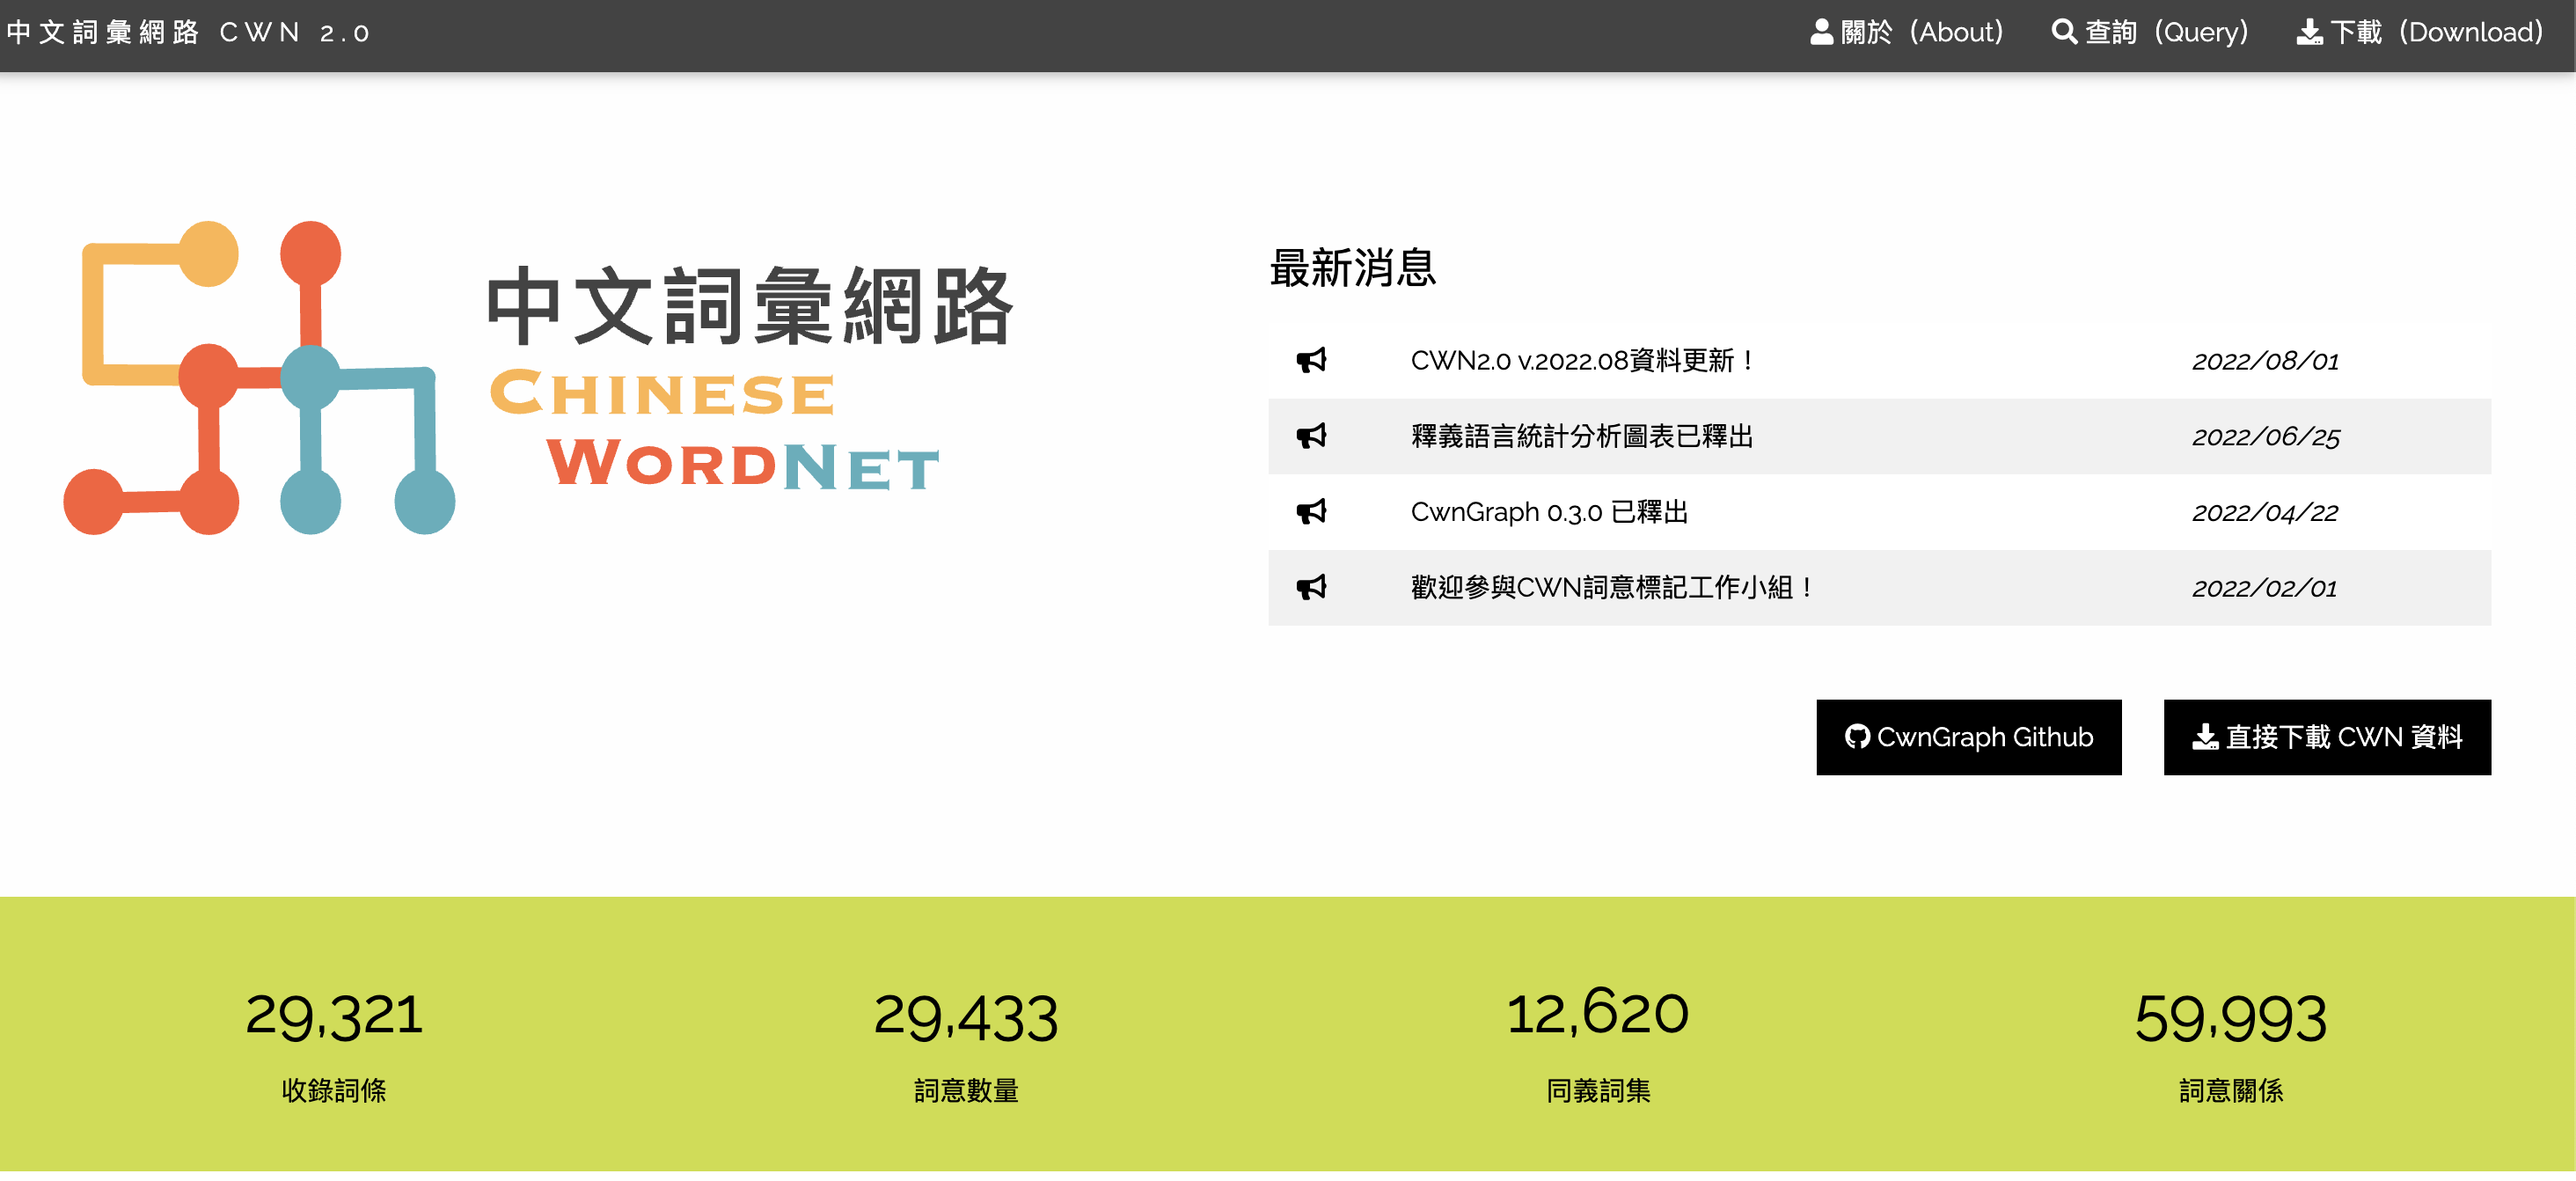 中文詞彙網路 CWN 2.0
關於（About）
查詢（Query）
下載（Download）
中文詞彙網路
CHINESE
WORDNET
最新消息
CWN2.0 v.2022.08資料更新！ 2022/08/01
釋義語言統計分析圖表已釋出 2022/06/25
CwnGraph 0.3.0 已釋出 2022/04/22
歡迎參與CWN詞意標記工作小組！ 2022/02/01
CwnGraph Github
直接下載 CWN 資料
29,321
收錄詞條
29,433
詞意數量
12,620
同義詞集
59,993
詞意關係